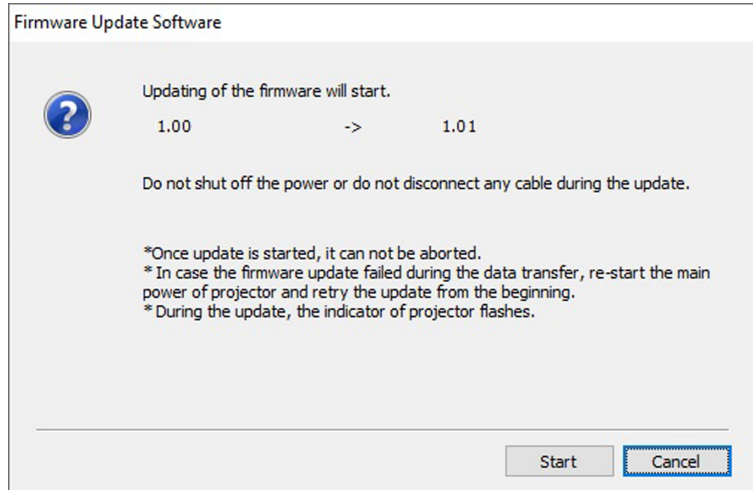 Firmware Update Software
Updating of the firmware will start.
1.00 -> 1.01
Do not shut off the power or do not disconnect any cable during the update.
*Once update is started, it can not be aborted.
* In case the firmware update failed during the data transfer, re-start the main
power of projector and retry the update from the beginning.
* During the update, the indicator of projector flashes.
Start Cancel